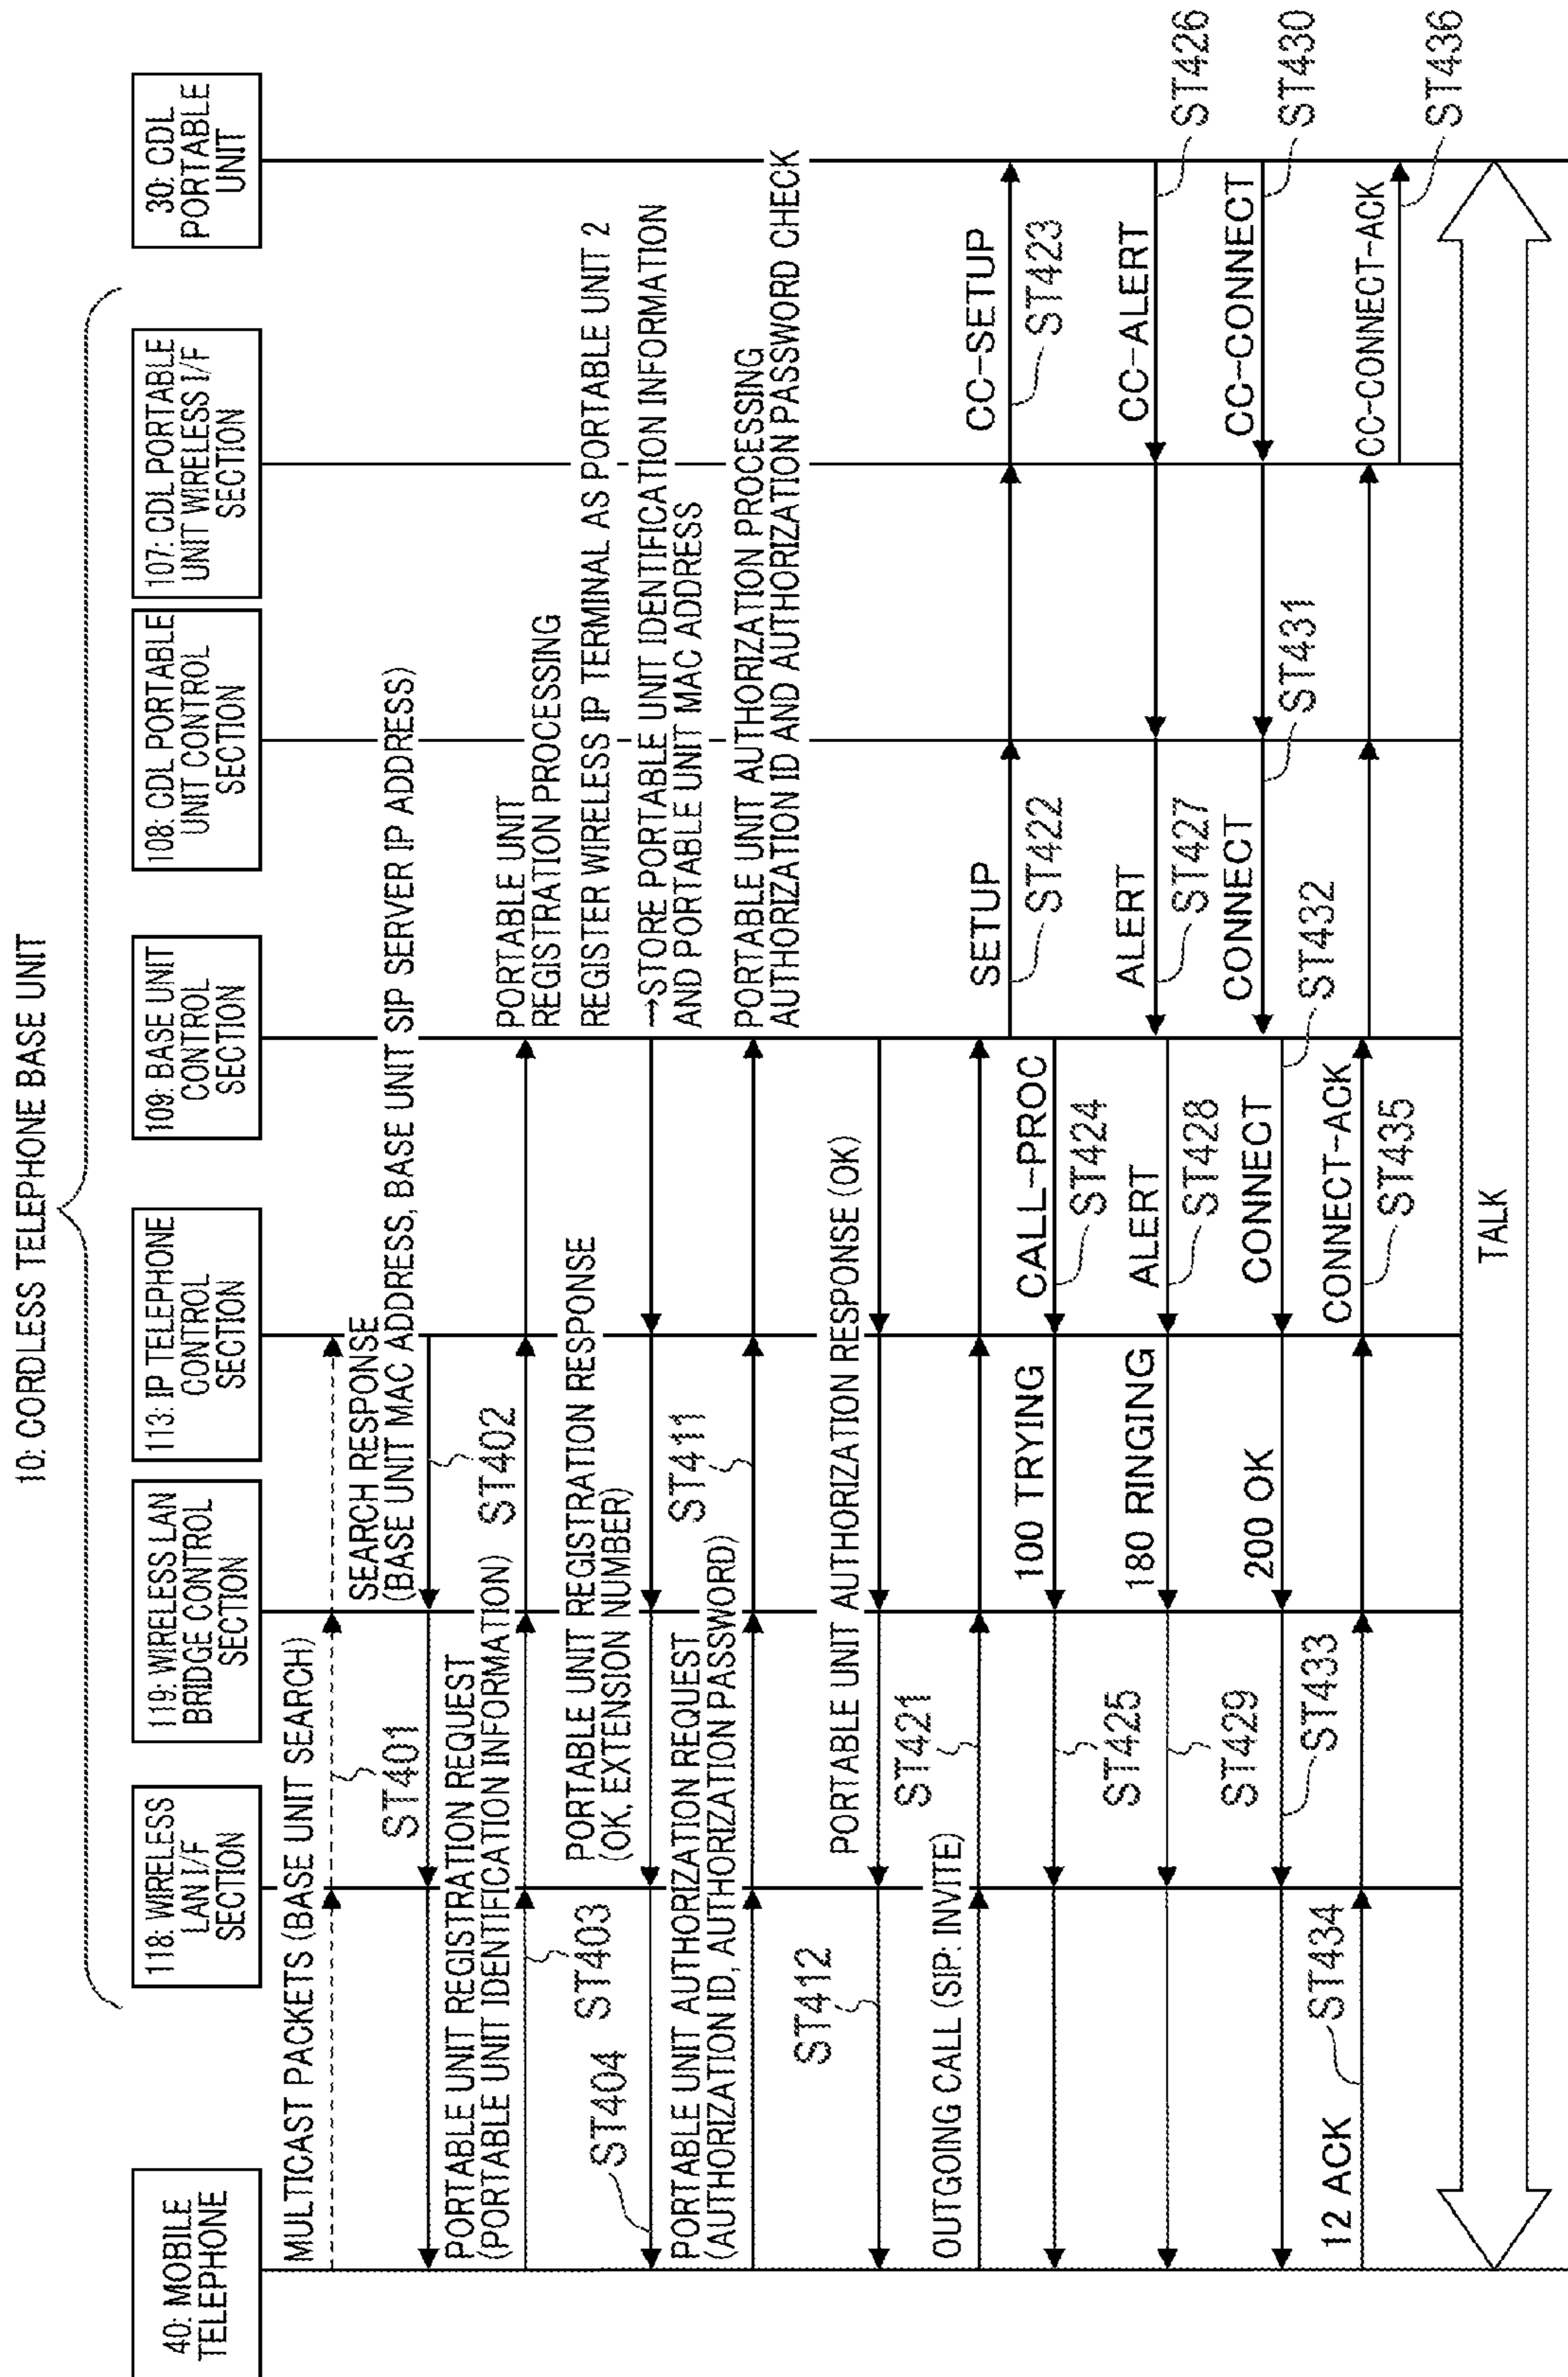 10: CORDLESS TELEPHONE BASE UNIT
40: MOBILE
TELEPHONE
118: WIRELESS
LAN I/F
SECTION
119: WIRELESS LAN
BRIDGE CONTROL
SECTION
113: IP TELEPHONE
CONTROL
SECTION
109: BASE UNIT
CONTROL
SECTION
108: CDL PORTABLE
UNIT CONTROL
SECTION
107: CDL PORTABLE
UNIT WIRELESS I/F
SECTION
30: CDL
PORTABLE
UNIT
MULTICAST PACKETS (BASE UNIT SEARCH)
ST401
SEARCH RESPONSE
(BASE UNIT MAC ADDRESS, BASE UNIT SIP SERVER IP ADDRESS)
ST402
PORTABLE UNIT REGISTRATION REQUEST
(PORTABLE UNIT IDENTIFICATION INFORMATION)
ST403
PORTABLE UNIT
REGISTRATION PROCESSING
REGISTER WIRELESS IP TERMINAL AS PORTABLE UNIT 2
→STORE PORTABLE UNIT IDENTIFICATION INFORMATION
AND PORTABLE UNIT MAC ADDRESS
PORTABLE UNIT REGISTRATION RESPONSE
(OK, EXTENSION NUMBER)
ST404
PORTABLE UNIT AUTHORIZATION REQUEST
(AUTHORIZATION ID, AUTHORIZATION PASSWORD)
ST411
PORTABLE UNIT AUTHORIZATION PROCESSING
AUTHORIZATION ID AND AUTHORIZATION PASSWORD CHECK
PORTABLE UNIT AUTHORIZATION RESPONSE (OK)
ST412
OUTGOING CALL (SIP: INVITE)
ST421
SETUP
ST422
CC-SETUP
ST423
100 TRYING
CALL-PROC
ST424
ST425
180 RINGING
ALERT
ST428
ALERT
ST427
CC-ALERT
ST426
ST429
200 OK
CONNECT
ST432
CONNECT
ST431
CC-CONNECT
ST430
ST433
12 ACK
ST434
CONNECT-ACK
ST435
CC-CONNECT-ACK
ST436
TALK